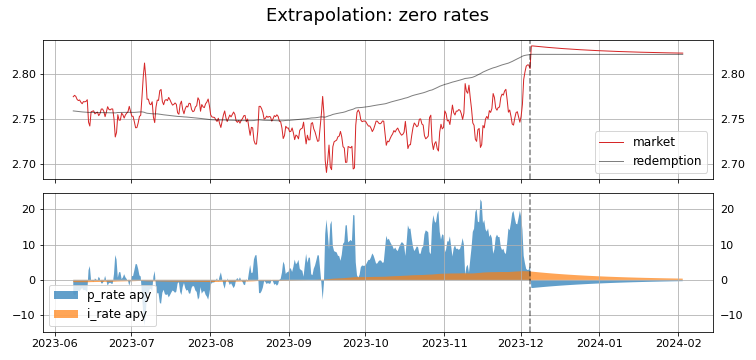 Extrapolation: zero rates
2.80 2.80
2.75 2.75
2.70 2.70
market
redemption
20 20
10 10
0 0
−10 −10
p_rate apy
i_rate apy
2023-06 2023-07 2023-08 2023-09 2023-10 2023-11 2023-12 2024-01 2024-02